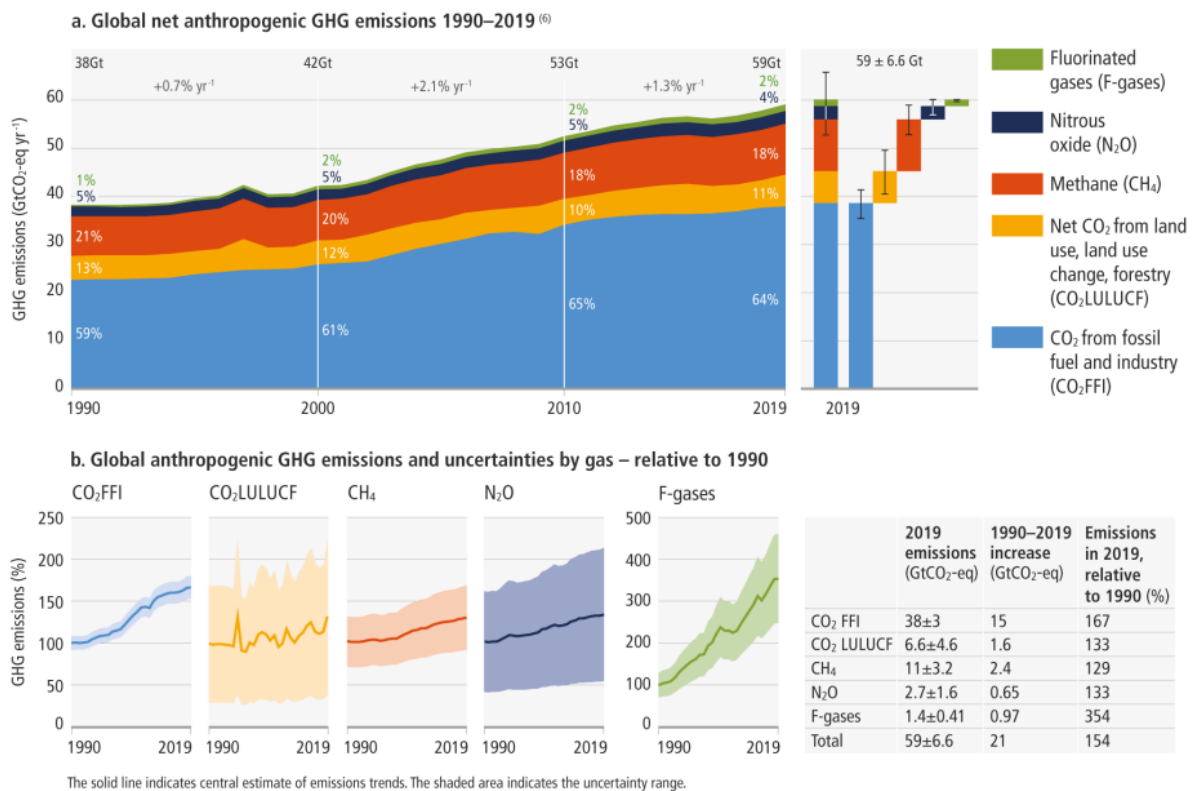 a. Global net anthropogenic GHG emissions 1990–2019 (6)
GHG emissions (GtCO2-eq yr-1)
60
50
40
30
20
10
0
38Gt
42Gt
53Gt
59Gt
+0.7% yr-1
+2.1% yr-1
+1.3% yr-1
1%
5%
21%
13%
59%
2%
5%
20%
12%
61%
2%
5%
18%
10%
65%
2%
4%
18%
11%
64%
1990
2000
2010
2019
59 ± 6.6 Gt
2019
Fluorinated
gases (F-gases)
Nitrous
oxide (N2O)
Methane (CH4)
Net CO2 from land
use, land use
change, forestry
(CO2LULUCF)
CO2 from fossil
fuel and industry
(CO2FFI)
b. Global anthropogenic GHG emissions and uncertainties by gas – relative to 1990
GHG emissions (%)
CO2FFI
250
200
150
100
50
0
1990 2019
CO2LULUCF
1990 2019
CH4
1990 2019
N2O
1990 2019
F-gases
500
400
300
200
100
0
1990 2019
2019 emissions (GtCO2-eq)
1990–2019 increase (GtCO2-eq)
Emissions in 2019, relative to 1990 (%)
CO2 FFI 38±3 15 167
CO2 LULUCF 6.6±4.6 1.6 133
CH4 11±3.2 2.4 129
N2O 2.7±1.6 0.65 133
F-gases 1.4±0.41 0.97 354
Total 59±6.6 21 154
The solid line indicates central estimate of emissions trends. The shaded area indicates the uncertainty range.